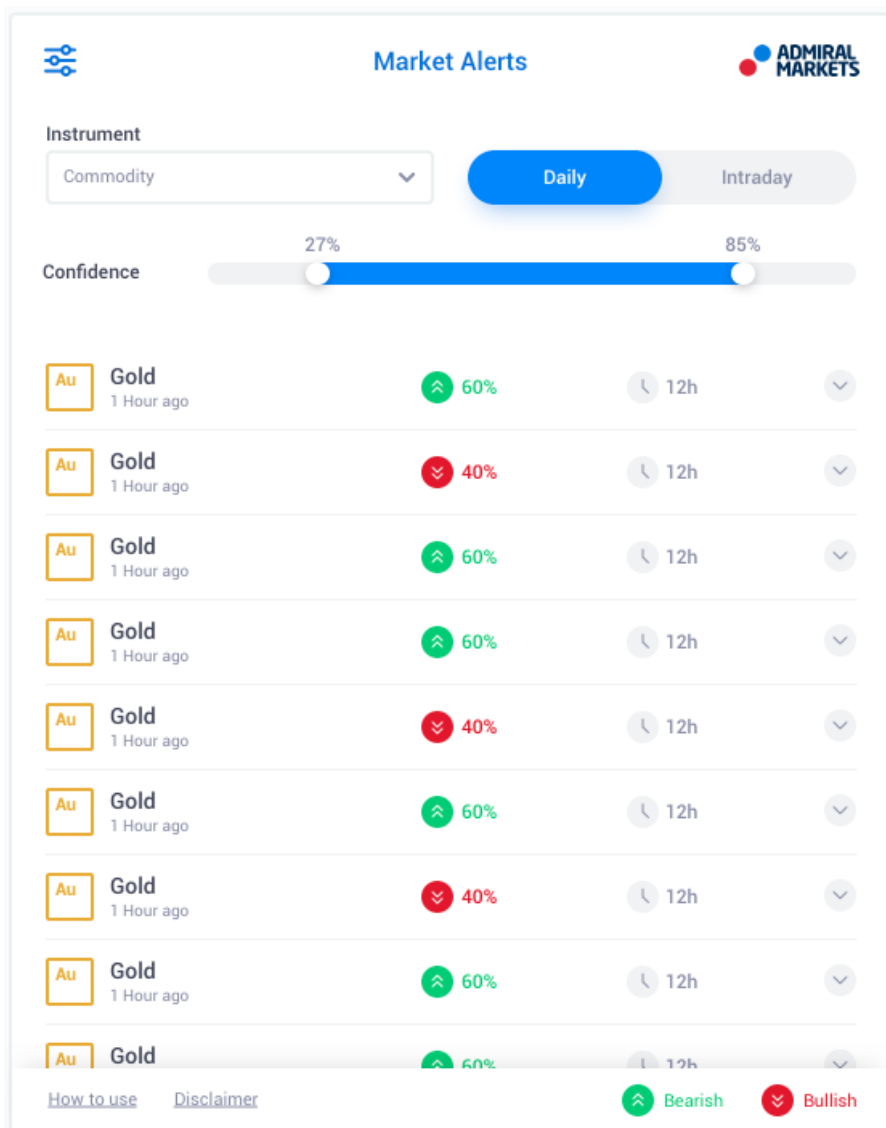 Market Alerts
ADMIRAL
MARKETS
Instrument
Commodity
Daily
Intraday
27%
85%
Confidence
Au Gold 60% 12h
1 Hour ago
Au Gold 40% 12h
1 Hour ago
Au Gold 60% 12h
1 Hour ago
Au Gold 60% 12h
1 Hour ago
Au Gold 40% 12h
1 Hour ago
Au Gold 60% 12h
1 Hour ago
Au Gold 40% 12h
1 Hour ago
Au Gold 60% 12h
1 Hour ago
Au Gold 60% 12h
How to use Disclaimer Bearish Bullish